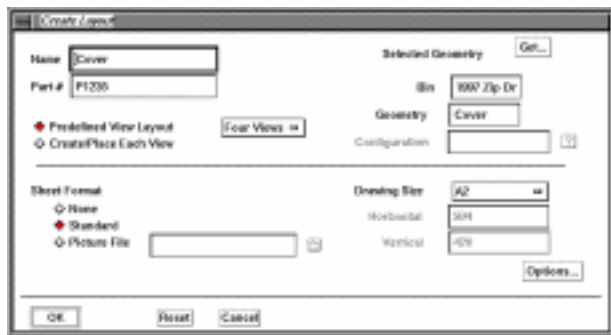 Create Layout
Name Cover
Part # P1236
Selected Geometry Get...
Bin 1997 Zip Dr
Geometry Cover
Configuration ?
Predefined View Layout Four Views
Create/Place Each View
Sheet Format
None
Standard
Picture File
Drawing Size A2
Horizontal 594
Vertical 420
Options...
OK Reset Cancel